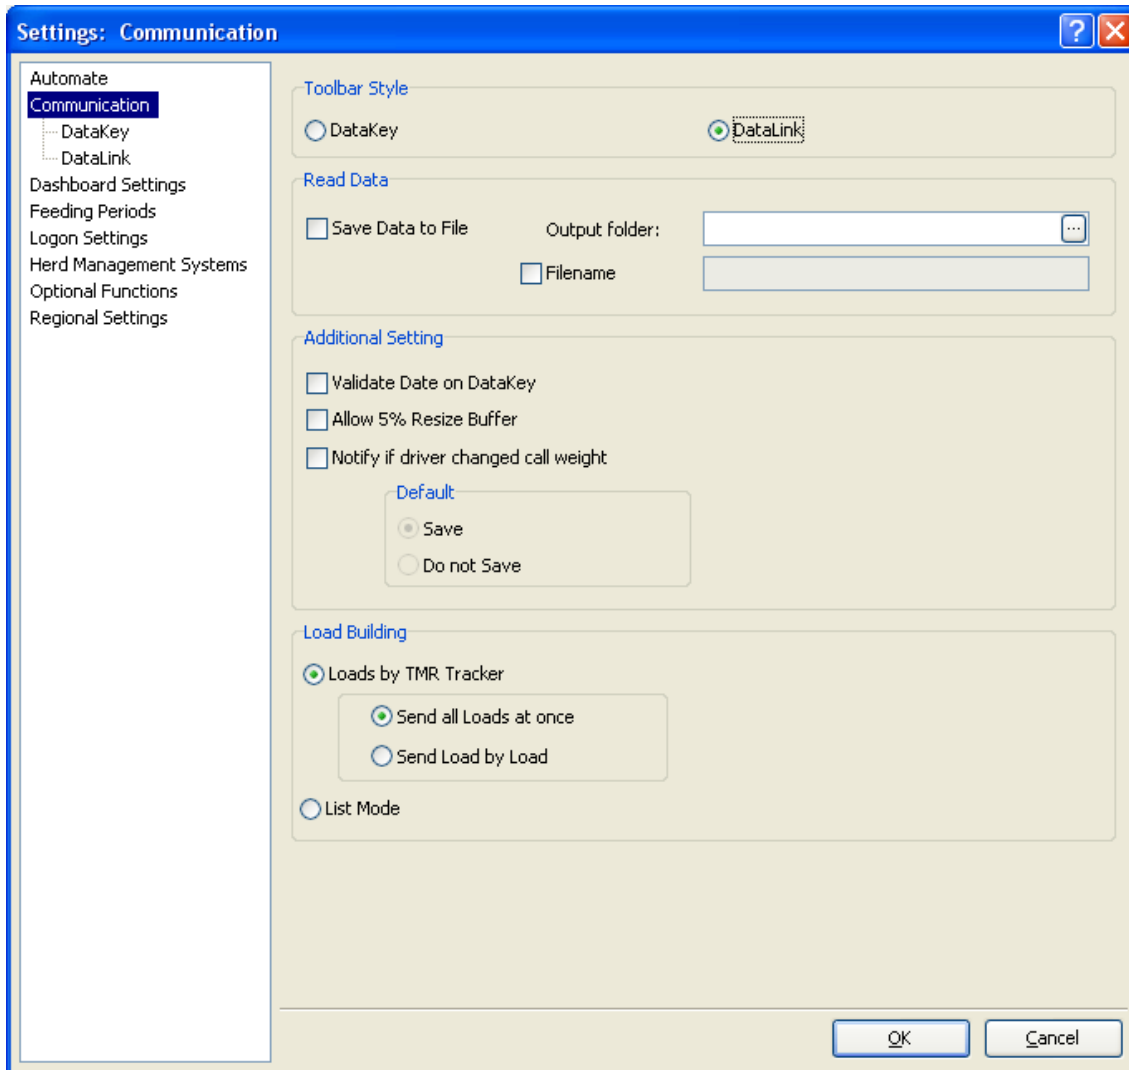 Settings: Communication
Automate
Communication
DataKey
DataLink
Dashboard Settings
Feeding Periods
Logon Settings
Herd Management Systems
Optional Functions
Regional Settings
Toolbar Style
DataKey DataLink
Read Data
Save Data to File Output folder: ...
Filename
Additional Setting
Validate Date on DataKey
Allow 5% Resize Buffer
Notify if driver changed call weight
Default
Save
Do not Save
Load Building
Loads by TMR Tracker
Send all Loads at once
Send Load by Load
List Mode
OK Cancel